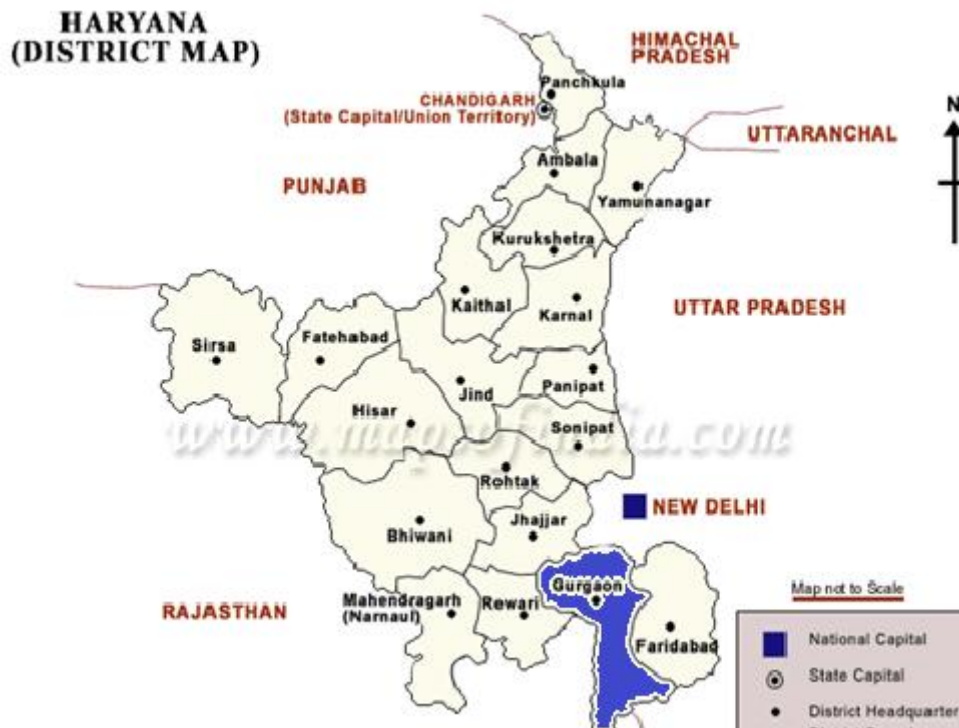 HARYANA
(DISTRICT MAP)
HIMACHAL
PRADESH
Panchkula
CHANDIGARH
(State Capital/Union Territory)
N
UTTARANCHAL
Ambala
PUNJAB
Yamunanagar
Kurukshetra
Kaithal
Karnal
UTTAR PRADESH
Sirsa
Fatehabad
Jind
Panipat
Hisar
Sonipat
www.mapsofindia.com
Rohtak
NEW DELHI
Jhajjar
Bhiwani
Gurgaon
Map not to Scale
RAJASTHAN
Mahendragarh
(Narnaul)
Rewari
Faridabad
National Capital
State Capital
District Headquarter